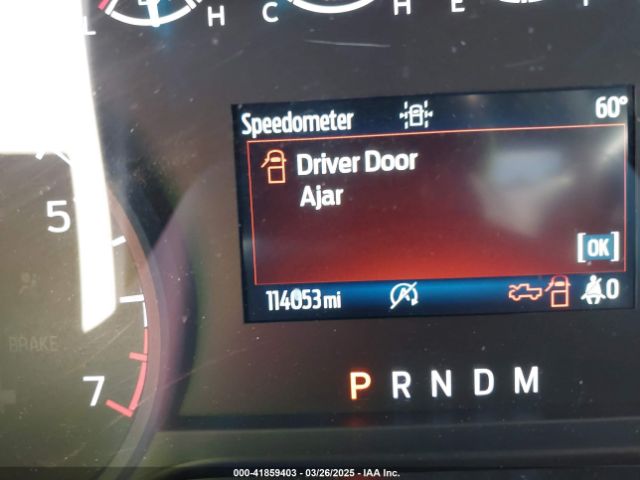 L H C H E F
Speedometer 60°
Driver Door
Ajar
[OK]
114053 mi 0
5
BRAKE
7
P R N D M
000-41859403 - 03/26/2025 - IAA Inc.